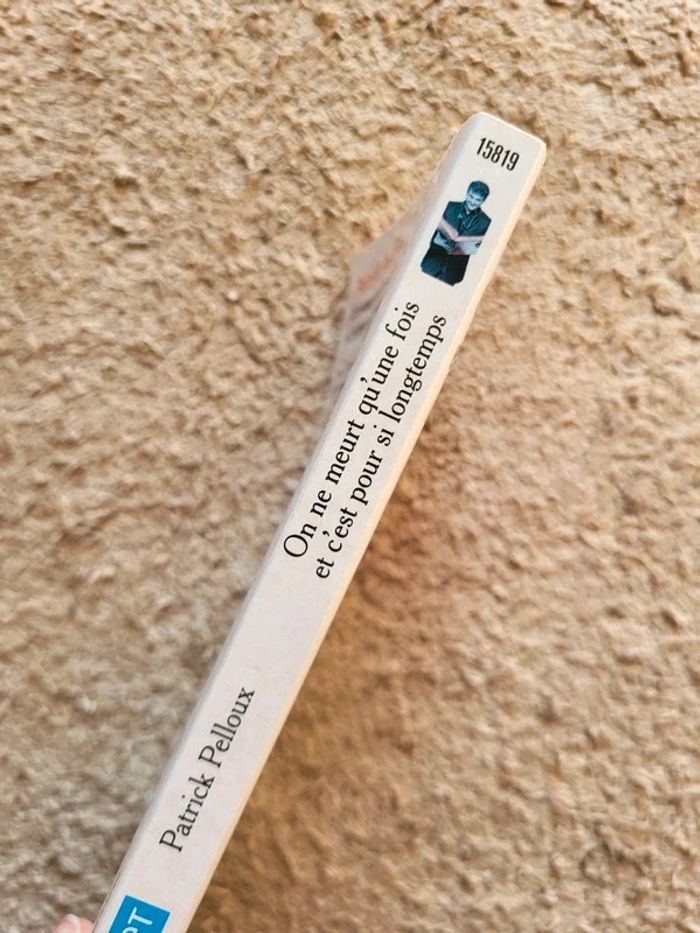 15819
On ne meurt qu'une fois
et c'est pour si longtemps
Patrick Pelloux